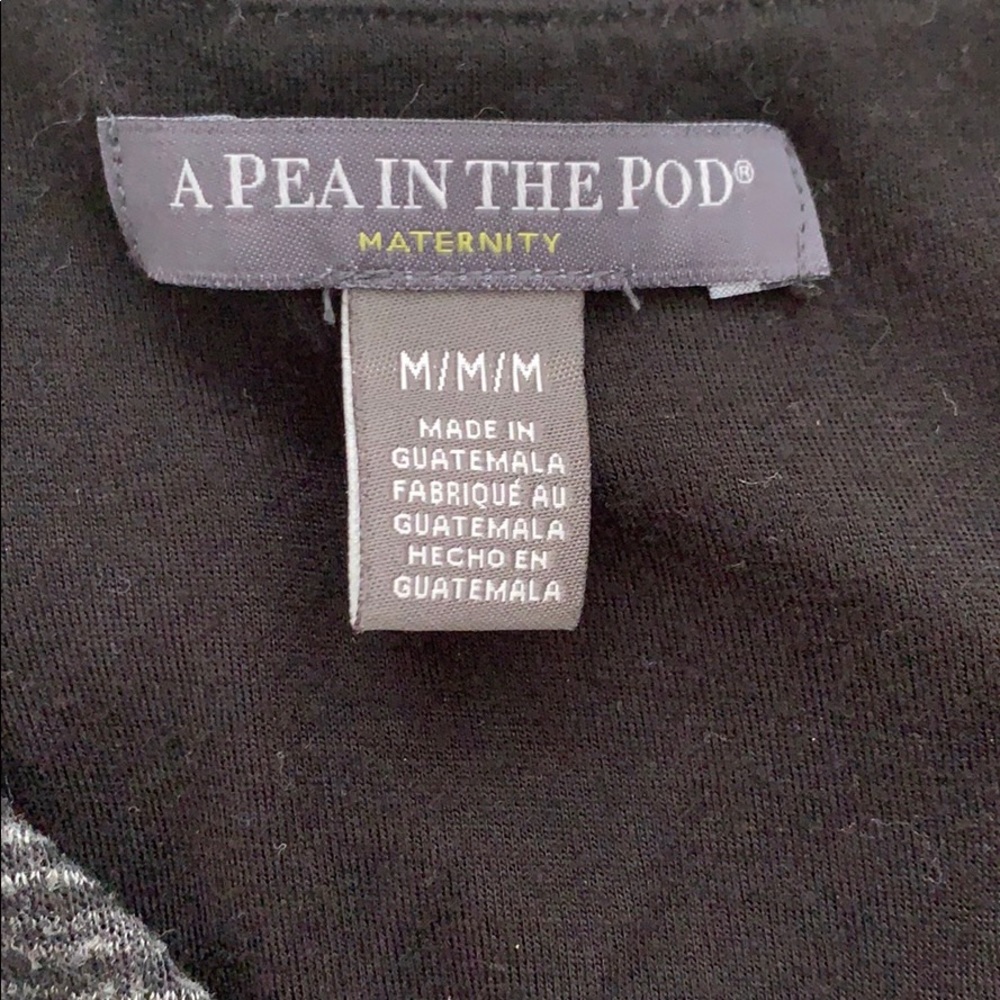 A PEA IN THE POD®
MATERNITY
M/M/M
MADE IN
GUATEMALA
FABRIQUÉ AU
GUATEMALA
HECHO EN
GUATEMALA